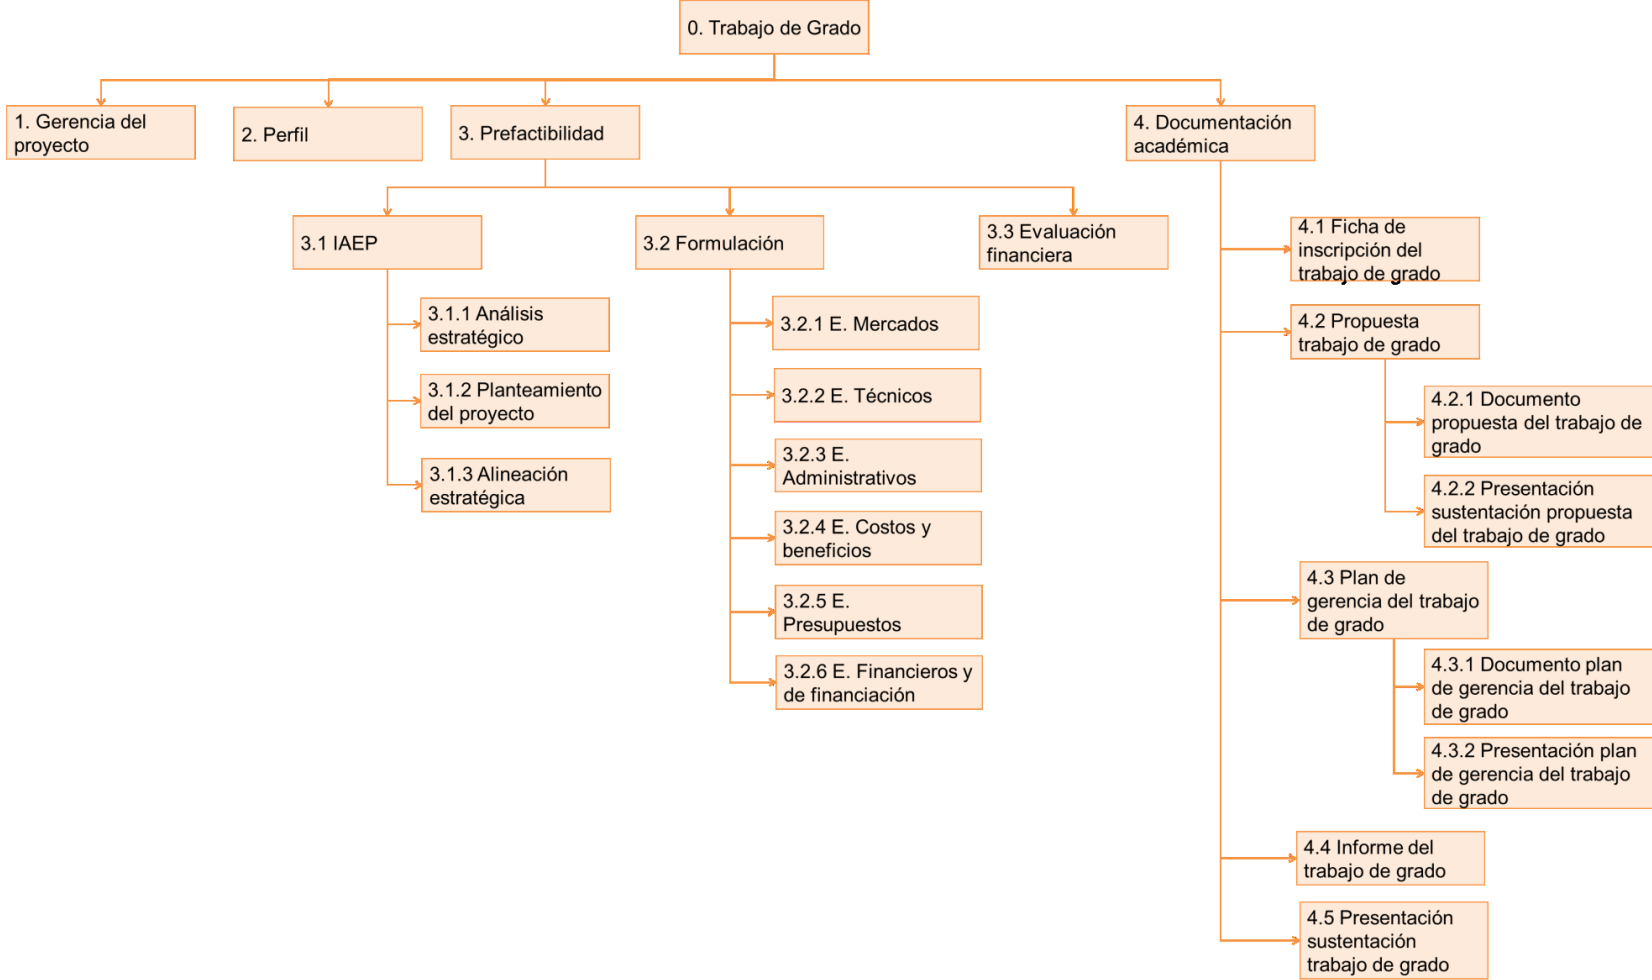 0. Trabajo de Grado
1. Gerencia del
proyecto
2. Perfil
3. Prefactibilidad
4. Documentación
académica
3.1 IAEP
3.2 Formulación
3.3 Evaluación
financiera
3.1.1 Análisis
estratégico
3.1.2 Planteamiento
del proyecto
3.1.3 Alineación
estratégica
3.2.1 E. Mercados
3.2.2 E. Técnicos
3.2.3 E.
Administrativos
3.2.4 E. Costos y
beneficios
3.2.5 E.
Presupuestos
3.2.6 E. Financieros y
de financiación
4.1 Ficha de
inscripción del
trabajo de grado
4.2 Propuesta
trabajo de grado
4.2.1 Documento
propuesta del trabajo de
grado
4.2.2 Presentación
sustentación propuesta
del trabajo de grado
4.3 Plan de
gerencia del trabajo
de grado
4.3.1 Documento plan
de gerencia del trabajo
de grado
4.3.2 Presentación plan
de gerencia del trabajo
de grado
4.4 Informe del
trabajo de grado
4.5 Presentación
sustentación
trabajo de grado